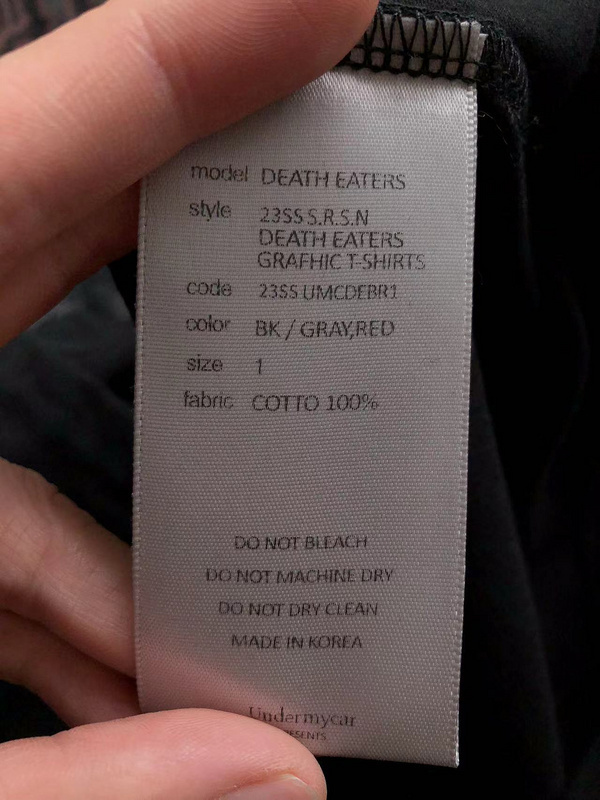 model DEATH EATERS
style 23SS S.R.S.N
DEATH EATERS
GRAFHIC T-SHIRTS
code 23SS UMCDEBR1
color BK / GRAY,RED
size 1
fabric COTTO 100%
DO NOT BLEACH
DO NOT MACHINE DRY
DO NOT DRY CLEAN
MADE IN KOREA
Undermycar